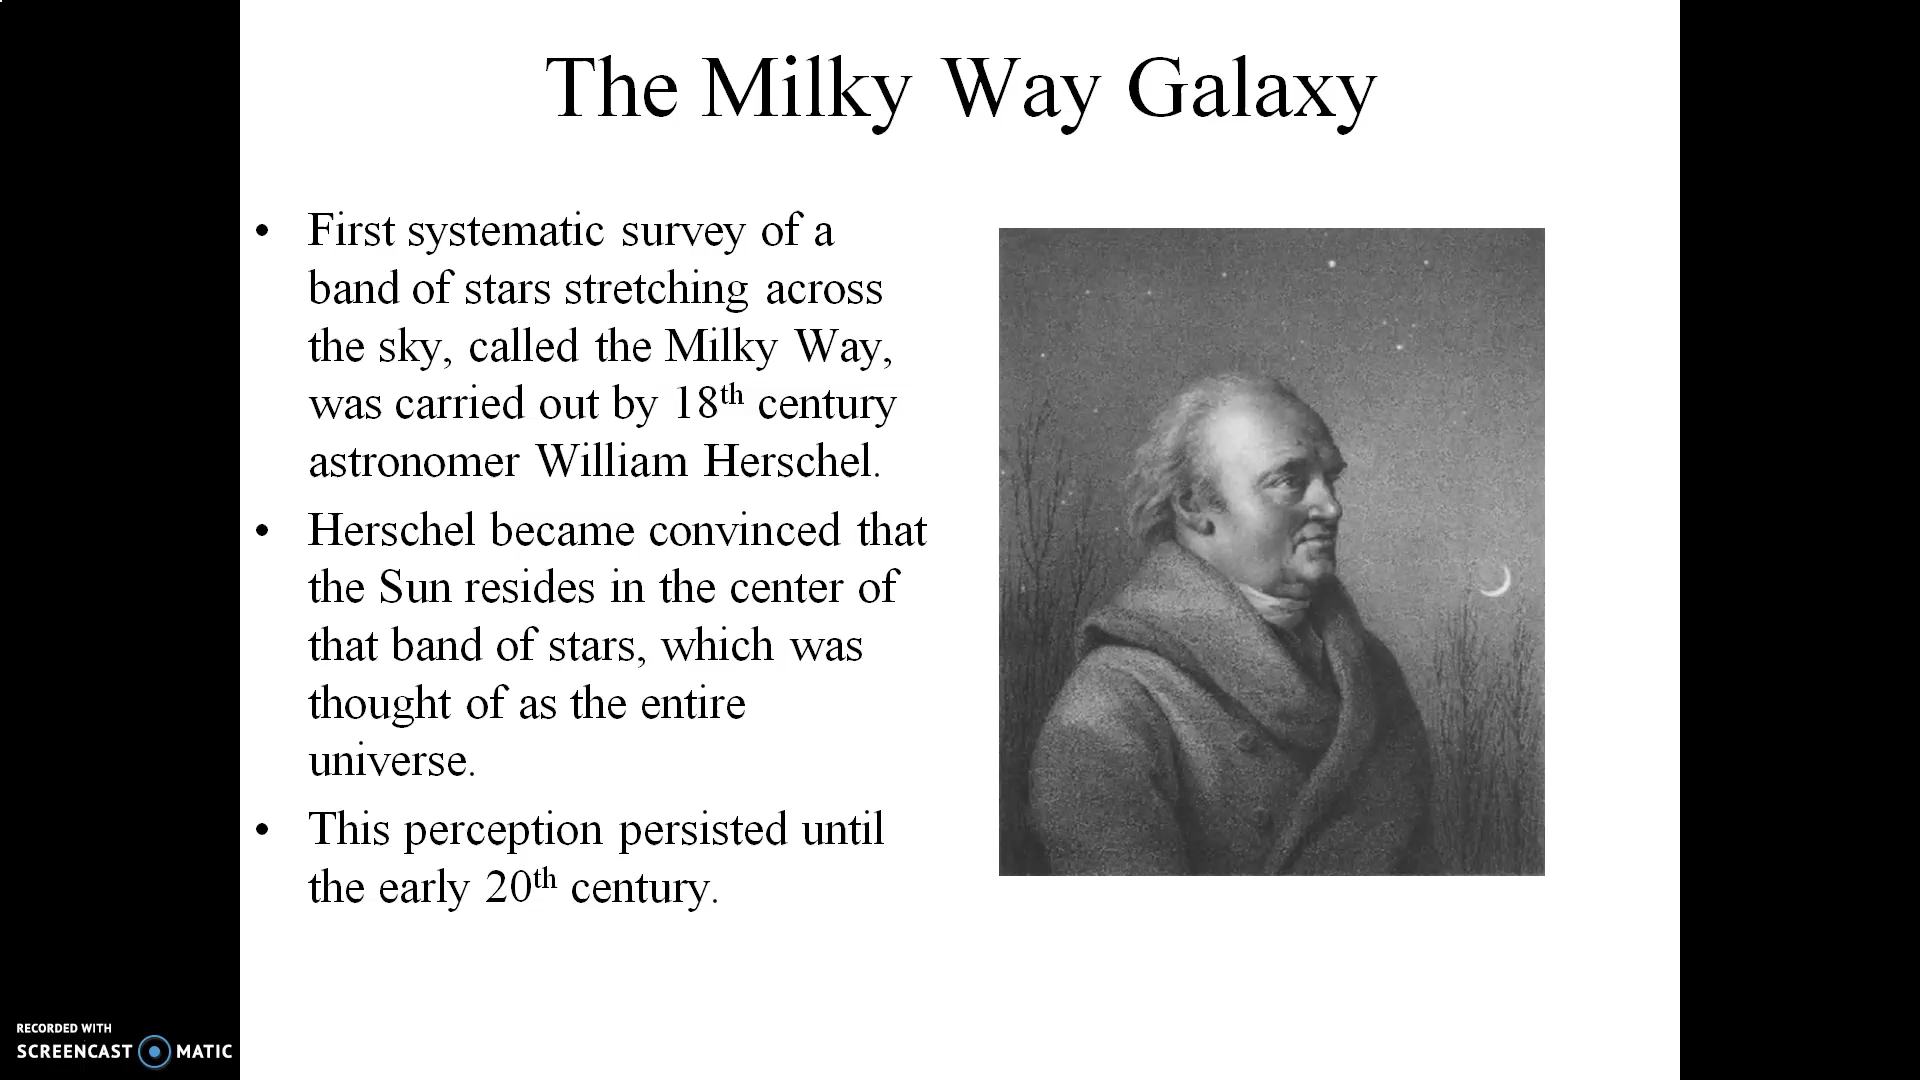 The Milky Way Galaxy
• First systematic survey of a
band of stars stretching across
the sky, called the Milky Way,
was carried out by 18th century
astronomer William Herschel.
• Herschel became convinced that
the Sun resides in the center of
that band of stars, which was
thought of as the entire
universe.
• This perception persisted until
the early 20th century.
RECORDED WITH
SCREENCAST MATIC